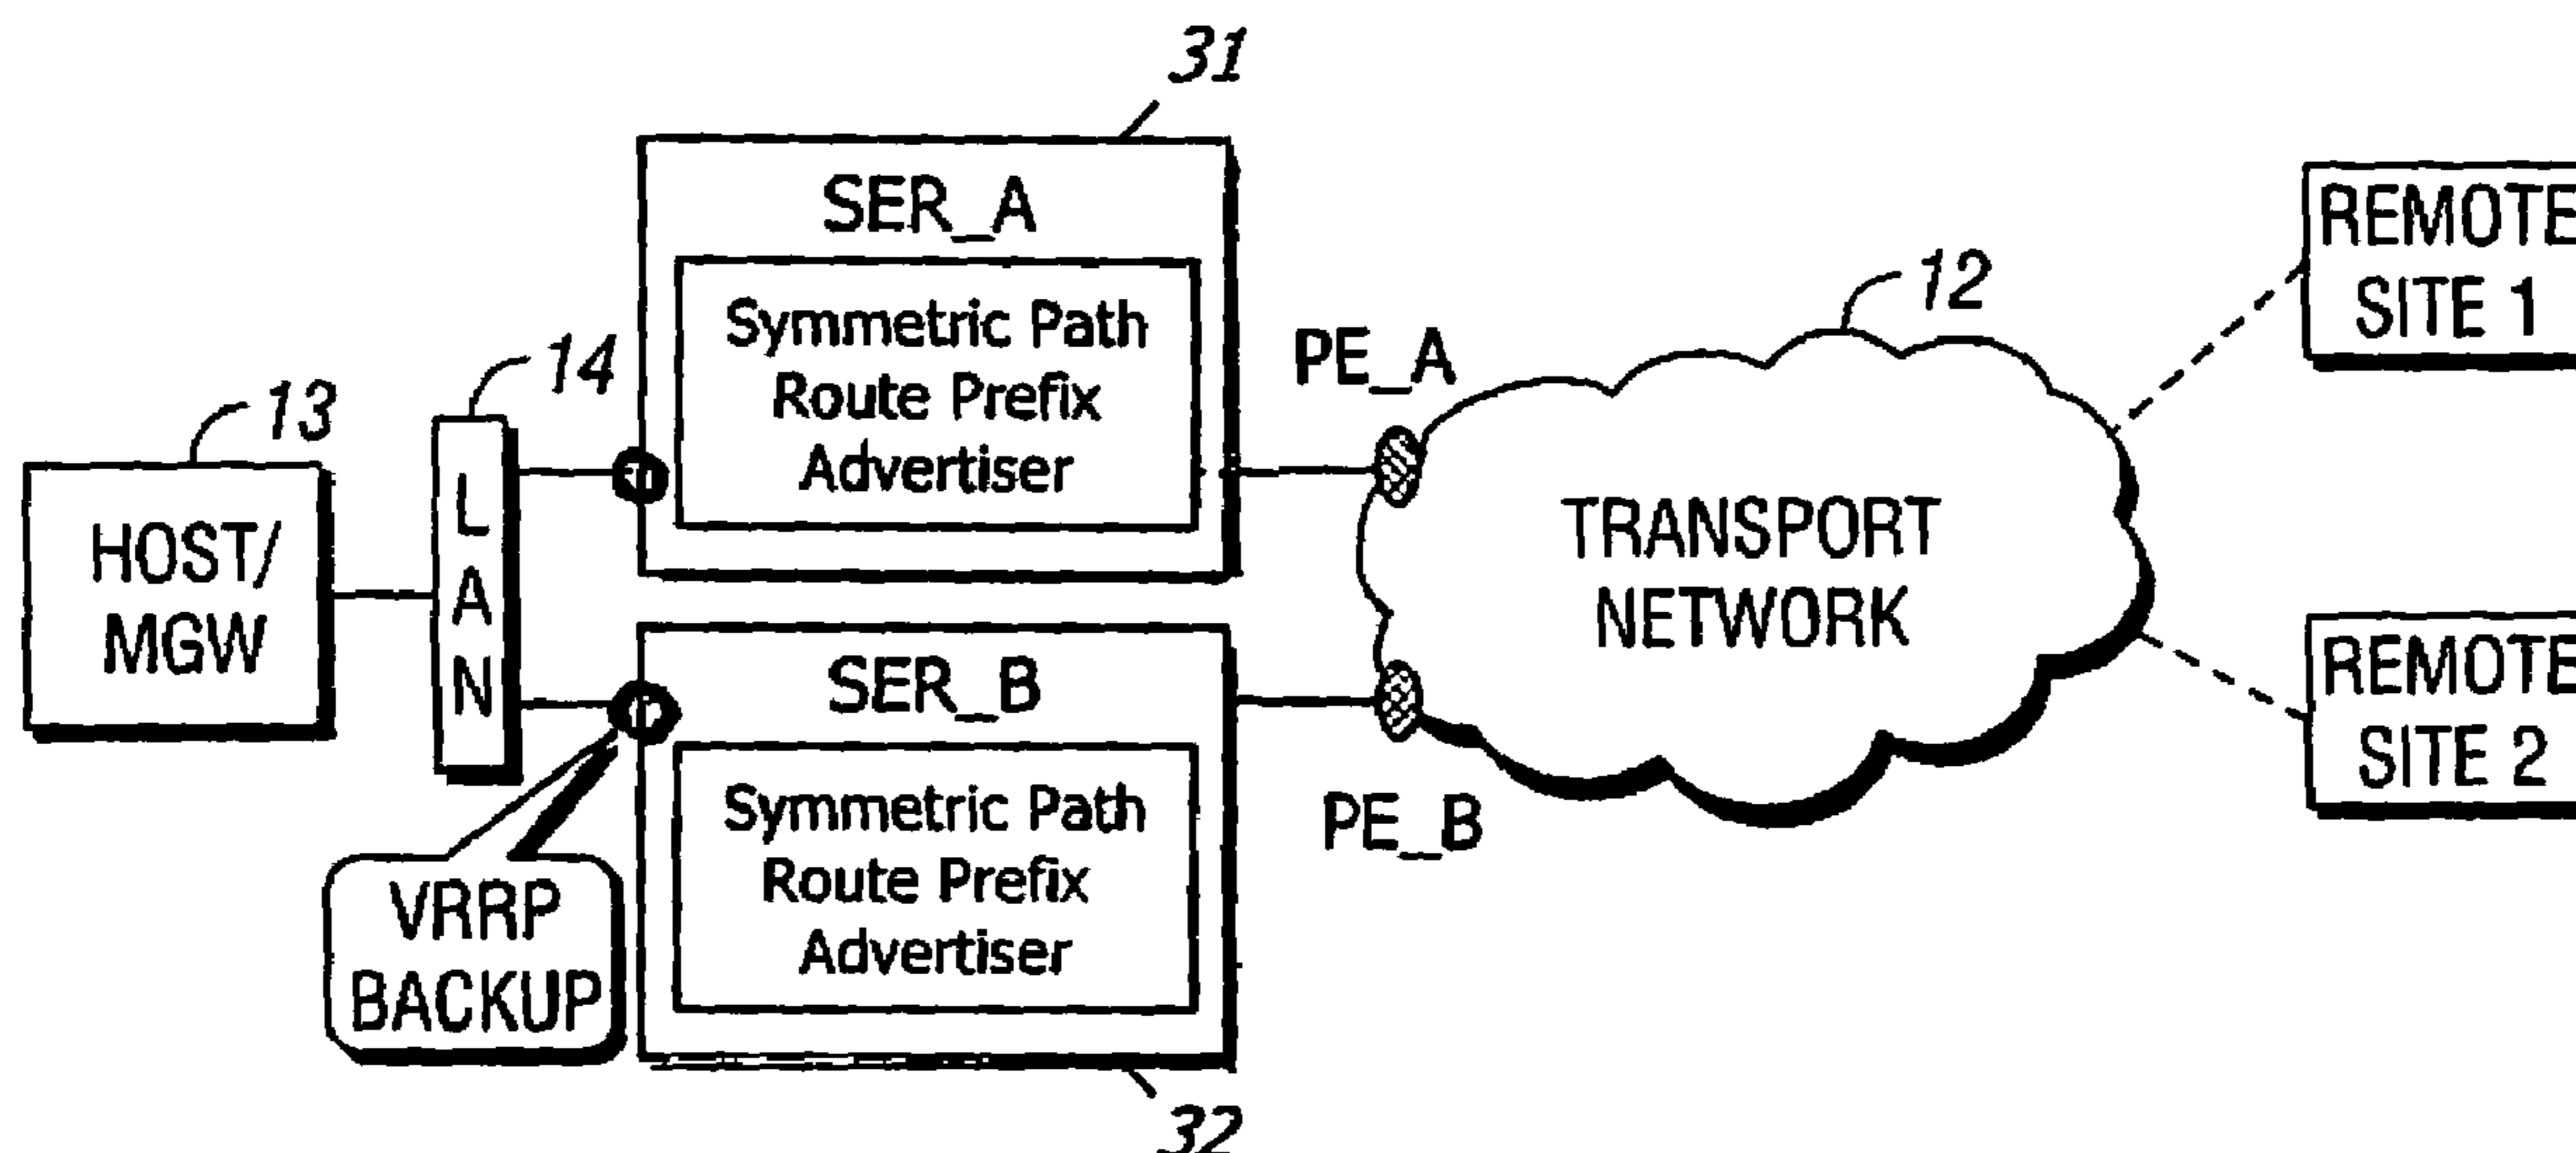 31
SER_A
Symmetric Path
Route Prefix
Advertiser
12
PE_A
REMOTE
SITE 1
14
13
LAN
HOST/
MGW
TRANSPORT
NETWORK
SER_B
Symmetric Path
Route Prefix
Advertiser
PE_B
REMOTE
SITE 2
VRRP
BACKUP
32